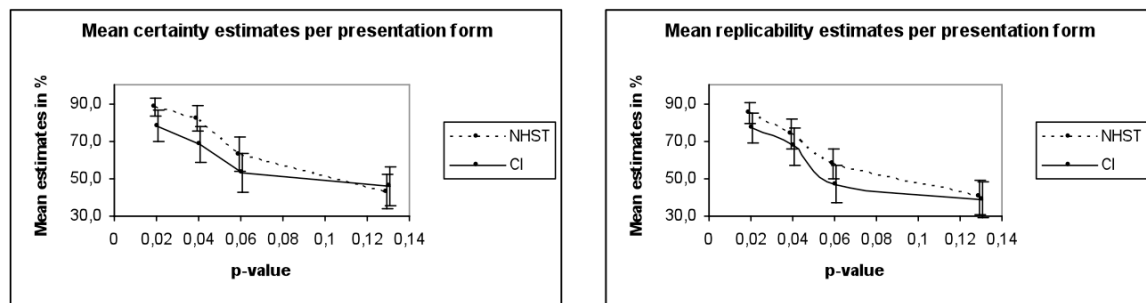 Mean certainty estimates per presentation form
Mean estimates in %
90,0
70,0
50,0
30,0
0
0,02
0,04
0,06
0,08
0,1
0,12
0,14
p-value
NHST
CI
Mean replicability estimates per presentation form
Mean estimates in %
90,0
70,0
50,0
30,0
0
0,02
0,04
0,06
0,08
0,1
0,12
0,14
p-value
NHST
CI